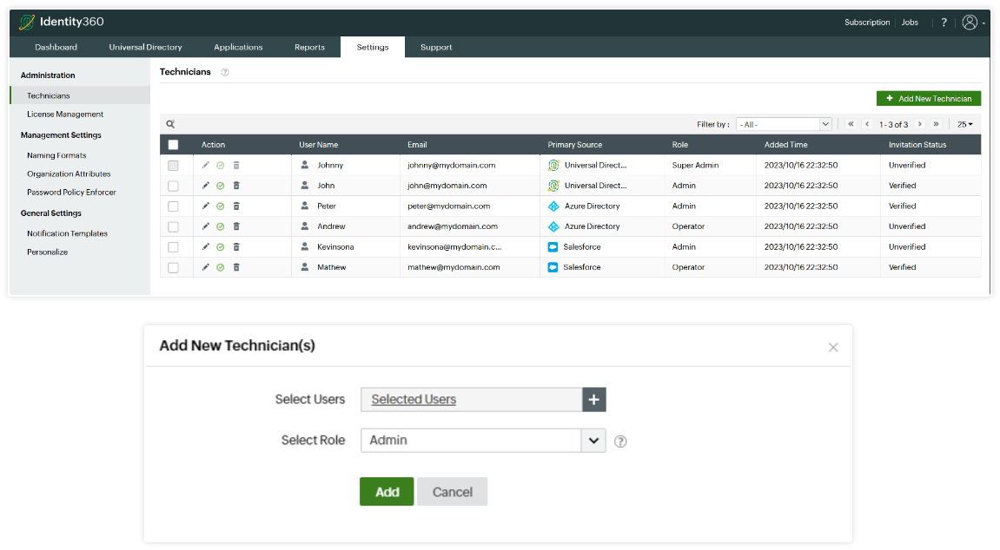 Identity360
Subscription Jobs ?
Dashboard Universal Directory Applications Reports Settings Support
Administration
Technicians
License Management
Management Settings
Naming Formats
Organization Attributes
Password Policy Enforcer
General Settings
Notification Templates
Personalize
Technicians ?
+ Add New Technician
Filter by : - All - « ‹ 1 - 3 of 3 › » 25
Action User Name Email Primary Source Role Added Time Invitation Status
Johnny johnny@mydomain.com Universal Direct... Super Admin 2023/10/16 22:32:50 Unverified
John john@mydomain.com Universal Direct... Admin 2023/10/16 22:32:50 Verified
Peter peter@mydomain.com Azure Directory Admin 2023/10/16 22:32:50 Verified
Andrew andrew@mydomain.com Azure Directory Operator 2023/10/16 22:32:50 Unverified
Kevinsona kevinsona@mydomain.c... Salesforce Admin 2023/10/16 22:32:50 Unverified
Mathew mathew@mydomain.com Salesforce Operator 2023/10/16 22:32:50 Verified
Add New Technician(s)
Select Users Selected Users +
Select Role Admin ?
Add Cancel